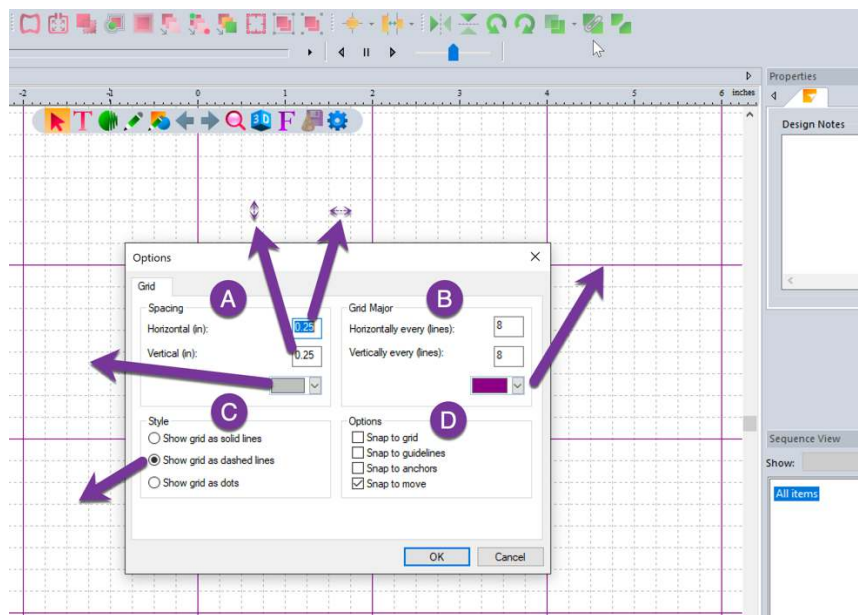 Properties
-2 -1 0 1 2 3 4 5 6 inches
T 3D F
Design Notes
Options
Grid
A
B
Spacing
Grid Major
Horizontal (in): 0.25
Horizontally every (lines): 8
Vertical (in): 0.25
Vertically every (lines): 8
C
D
Style
Options
Show grid as solid lines
Snap to grid
Snap to guidelines
Show grid as dashed lines
Snap to anchors
Show grid as dots
Snap to move
Sequence View
Show:
All items
OK Cancel